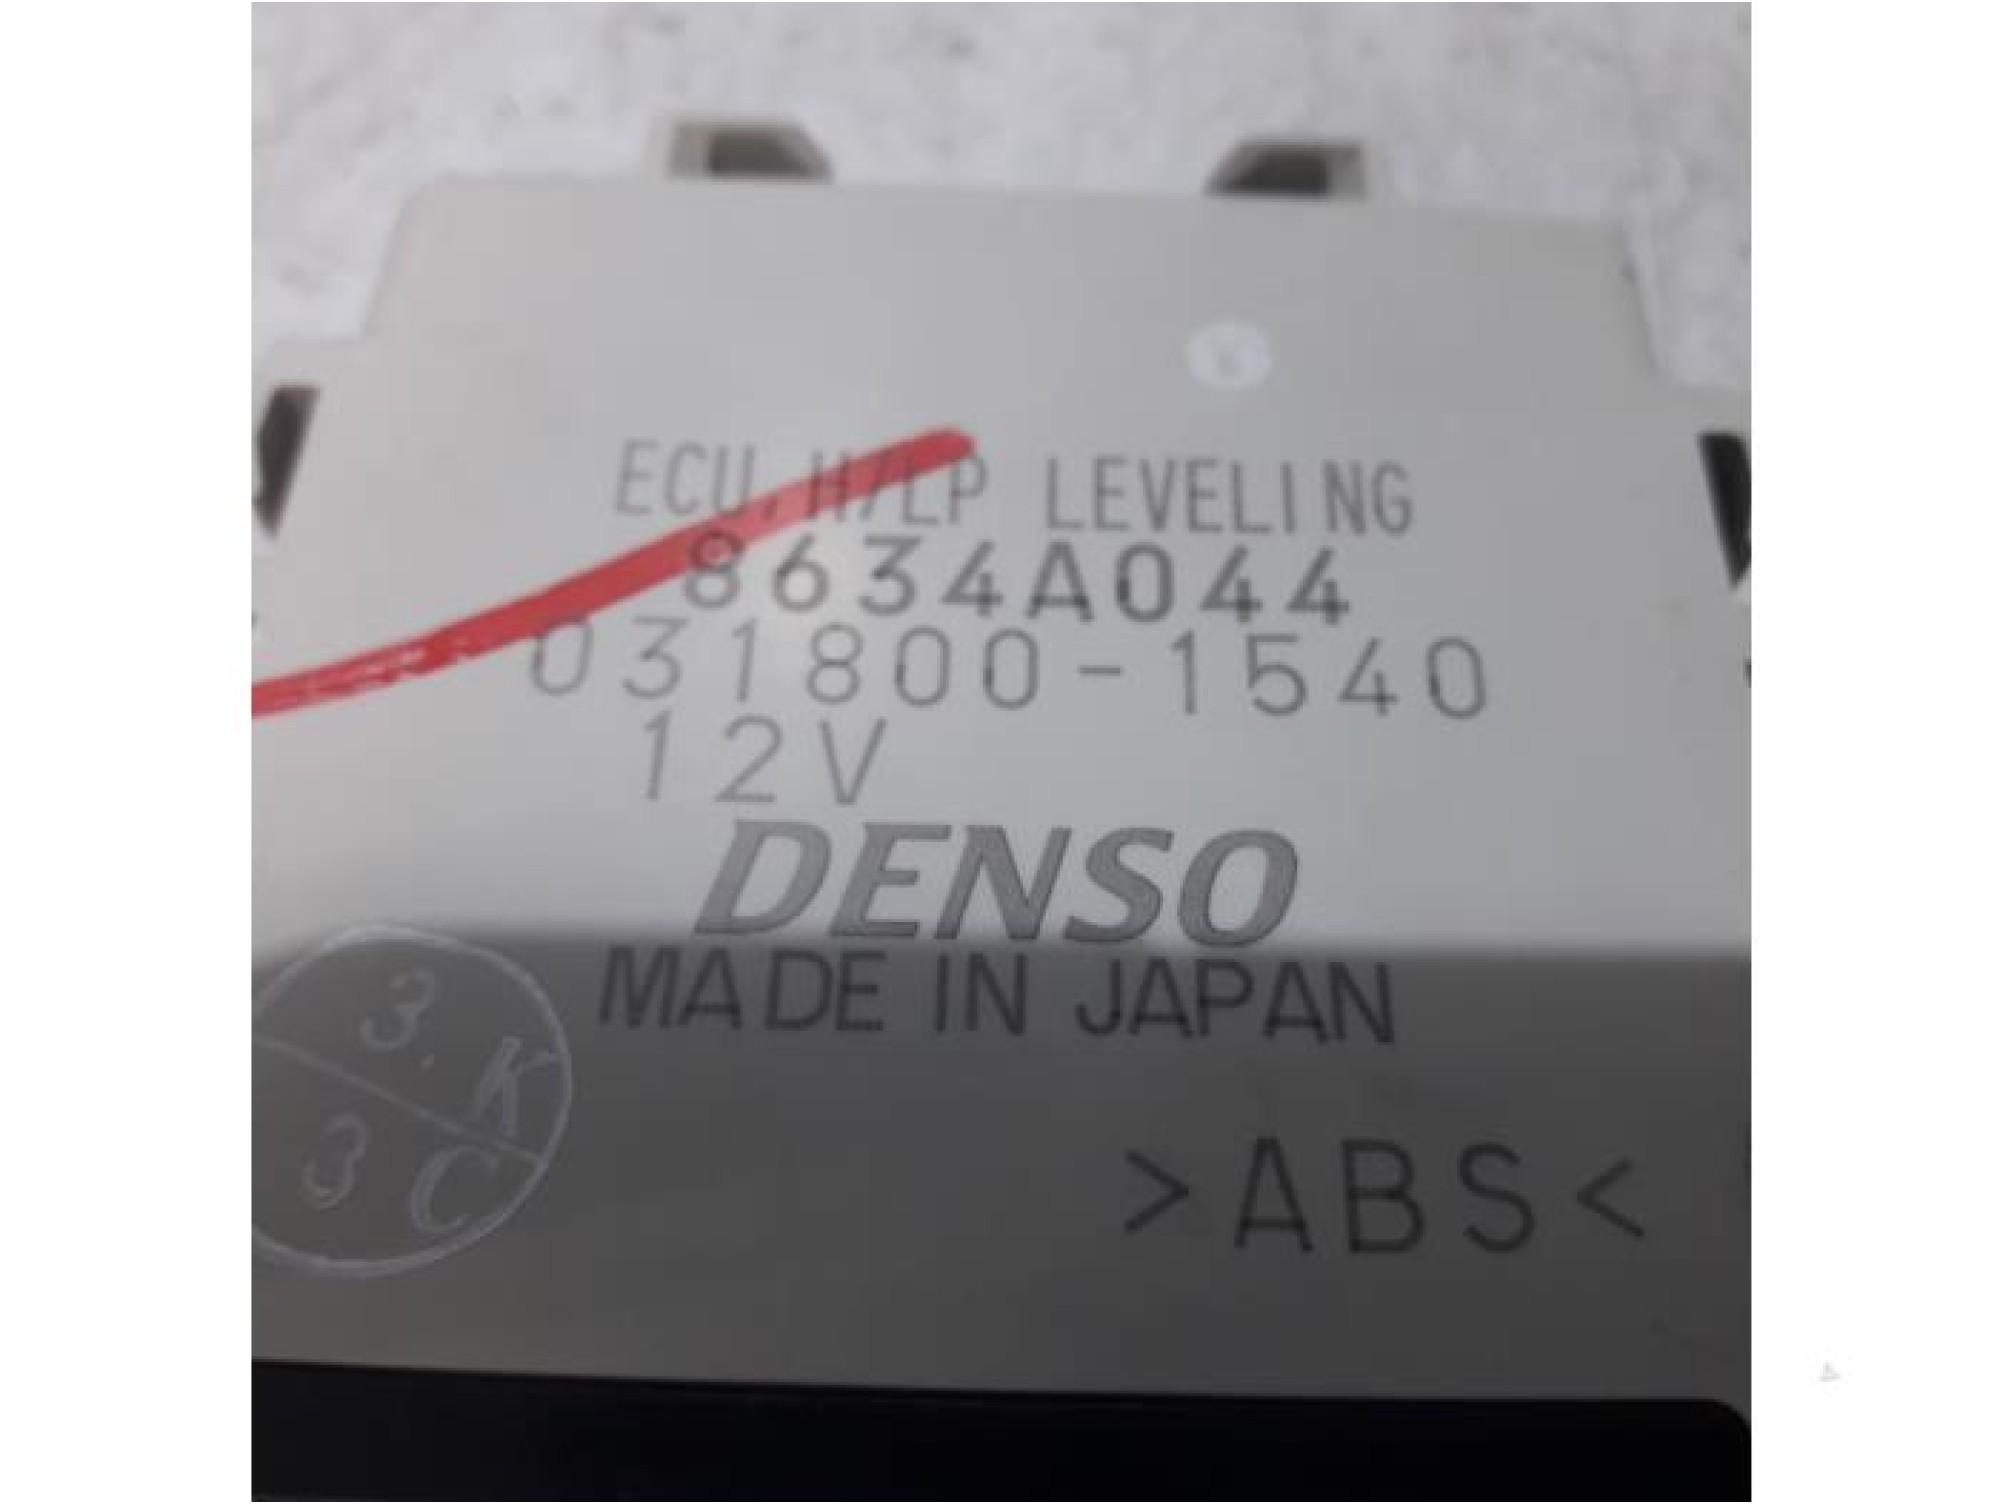 ECU, H/LP LEVELING
8634A044
031800-1540
12V
DENSO
MADE IN JAPAN
3. K
3 C
>ABS<